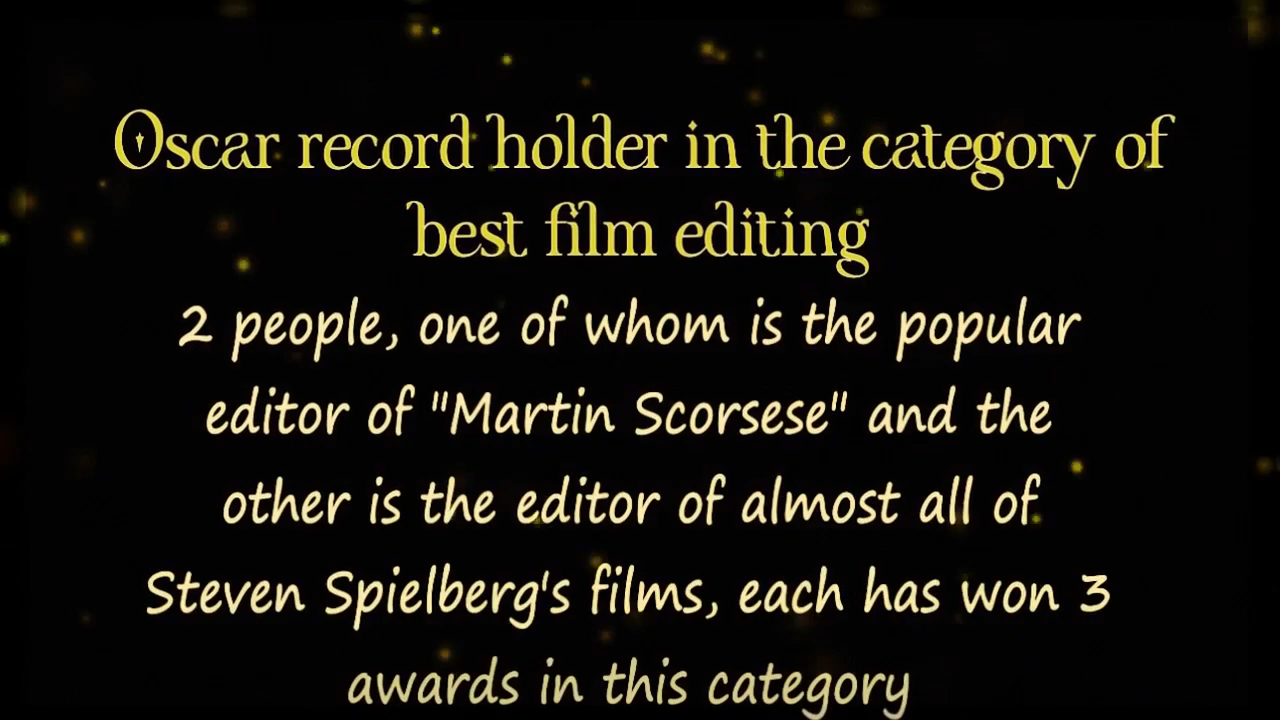 Oscar record holder in the category of
best film editing
2 people, one of whom is the popular
editor of "Martin Scorsese" and the
other is the editor of almost all of
Steven Spielberg's films, each has won 3
awards in this category